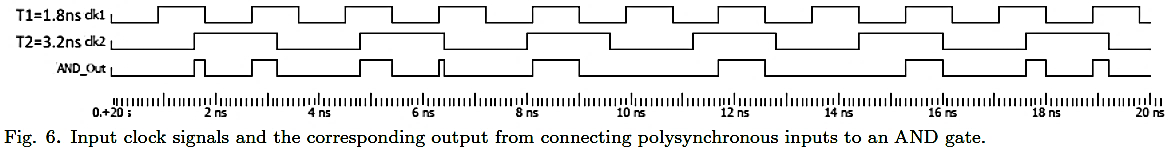 T1=1.8ns clk1
T2=3.2ns clk2
AND_Out
0.+20 s 2 ns 4 ns 6 ns 8 ns 10 ns 12 ns 14 ns 16 ns 18 ns 20 ns
Fig. 6. Input clock signals and the corresponding output from connecting polysynchronous inputs to an AND gate.